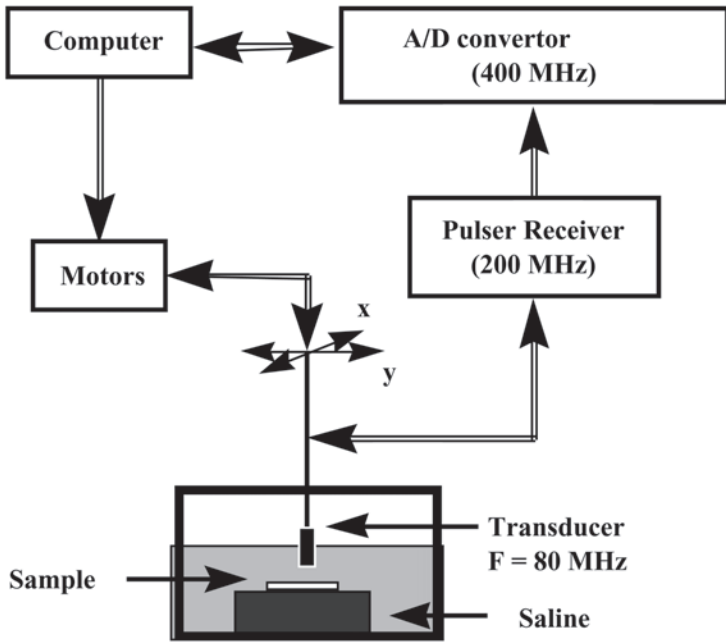 Computer
A/D convertor
(400 MHz)
Pulser Receiver
(200 MHz)
Motors
x
y
Transducer
F = 80 MHz
Sample
Saline